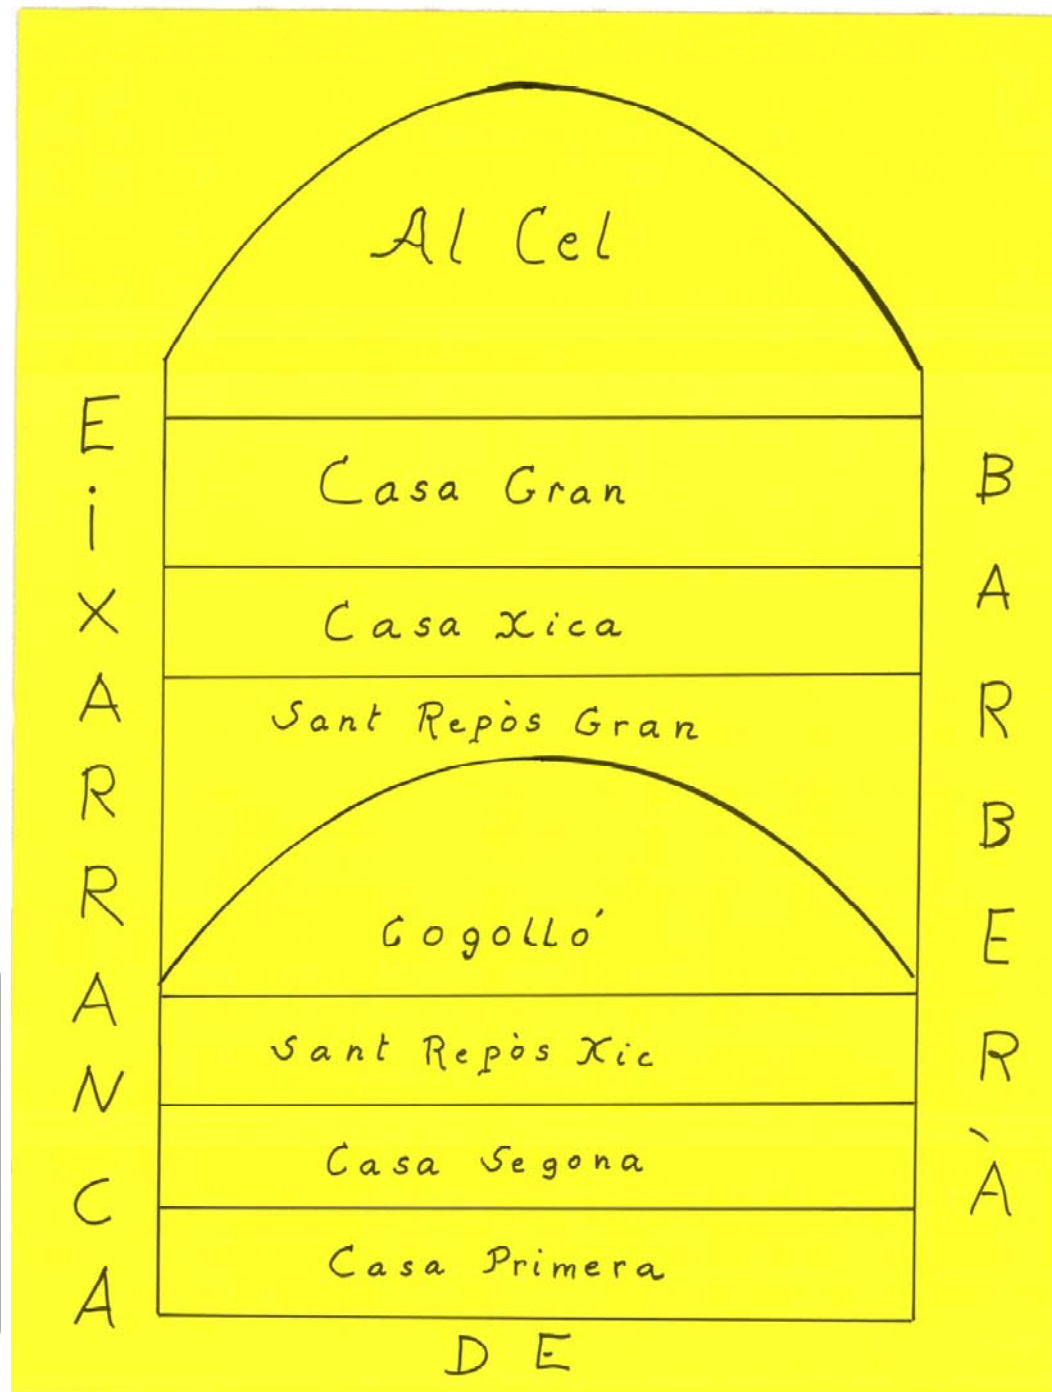 Al Cel
EiXARRANCA
Casa Gran
Casa Xica
Sant Repòs Gran
Gogolló
Sant Repòs Xic
Casa Segona
Casa Primera
DE
BARBERÀ